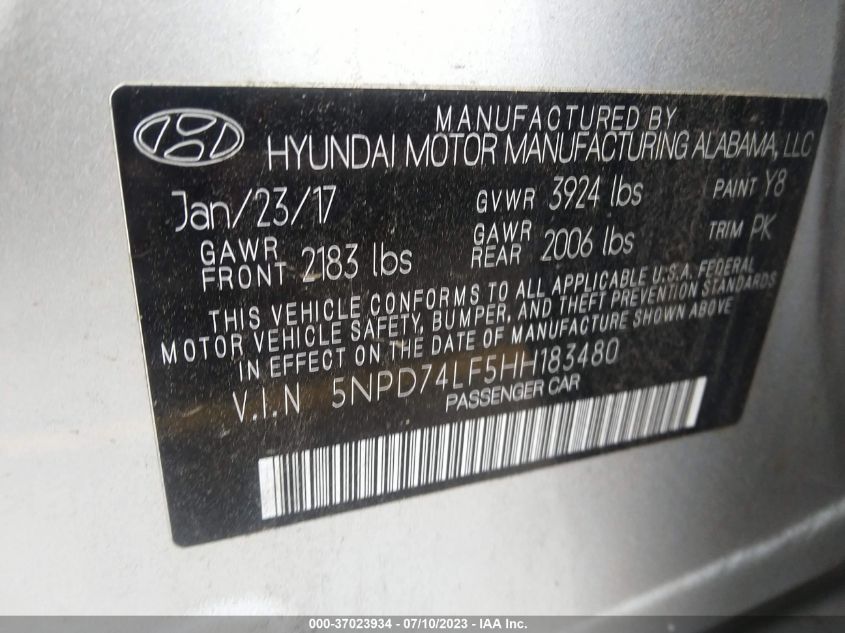 MANUFACTURED BY
HYUNDAI MOTOR MANUFACTURING ALABAMA, LLC
Jan/23/17 GVWR 3924 lbs PAINT Y8
GAWR FRONT 2183 lbs GAWR REAR 2006 lbs TRIM PK
THIS VEHICLE CONFORMS TO ALL APPLICABLE U.S.A. FEDERAL
MOTOR VEHICLE SAFETY, BUMPER, AND THEFT PREVENTION STANDARDS
IN EFFECT ON THE DATE OF MANUFACTURE SHOWN ABOVE
V.I.N 5NPD74LF5HH183480
PASSENGER CAR
000-37023934 - 07/10/2023 - IAA Inc.